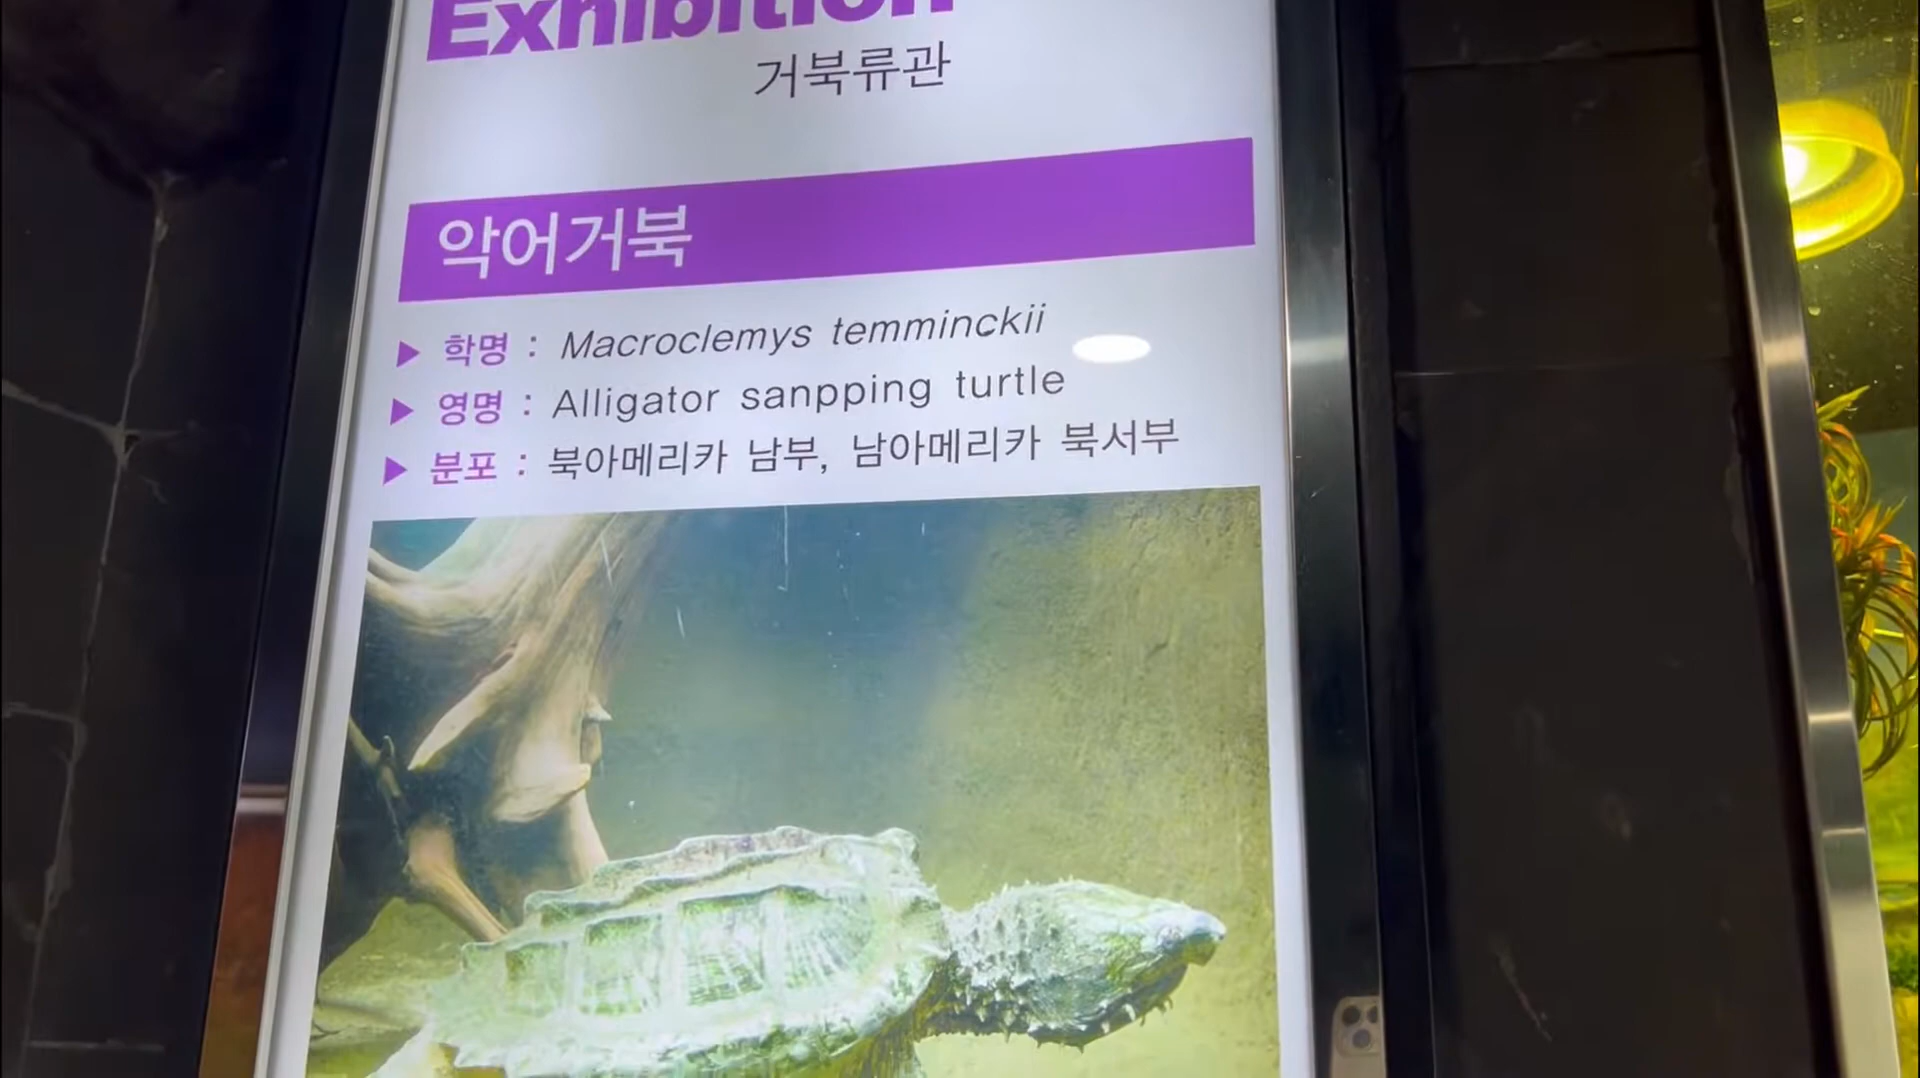 Exhibition
거북류관
악어거북
▶ 학명 : Macroclemys temminckii
▶ 영명 : Alligator sanpping turtle
▶ 분포 : 북아메리카 남부, 남아메리카 북서부